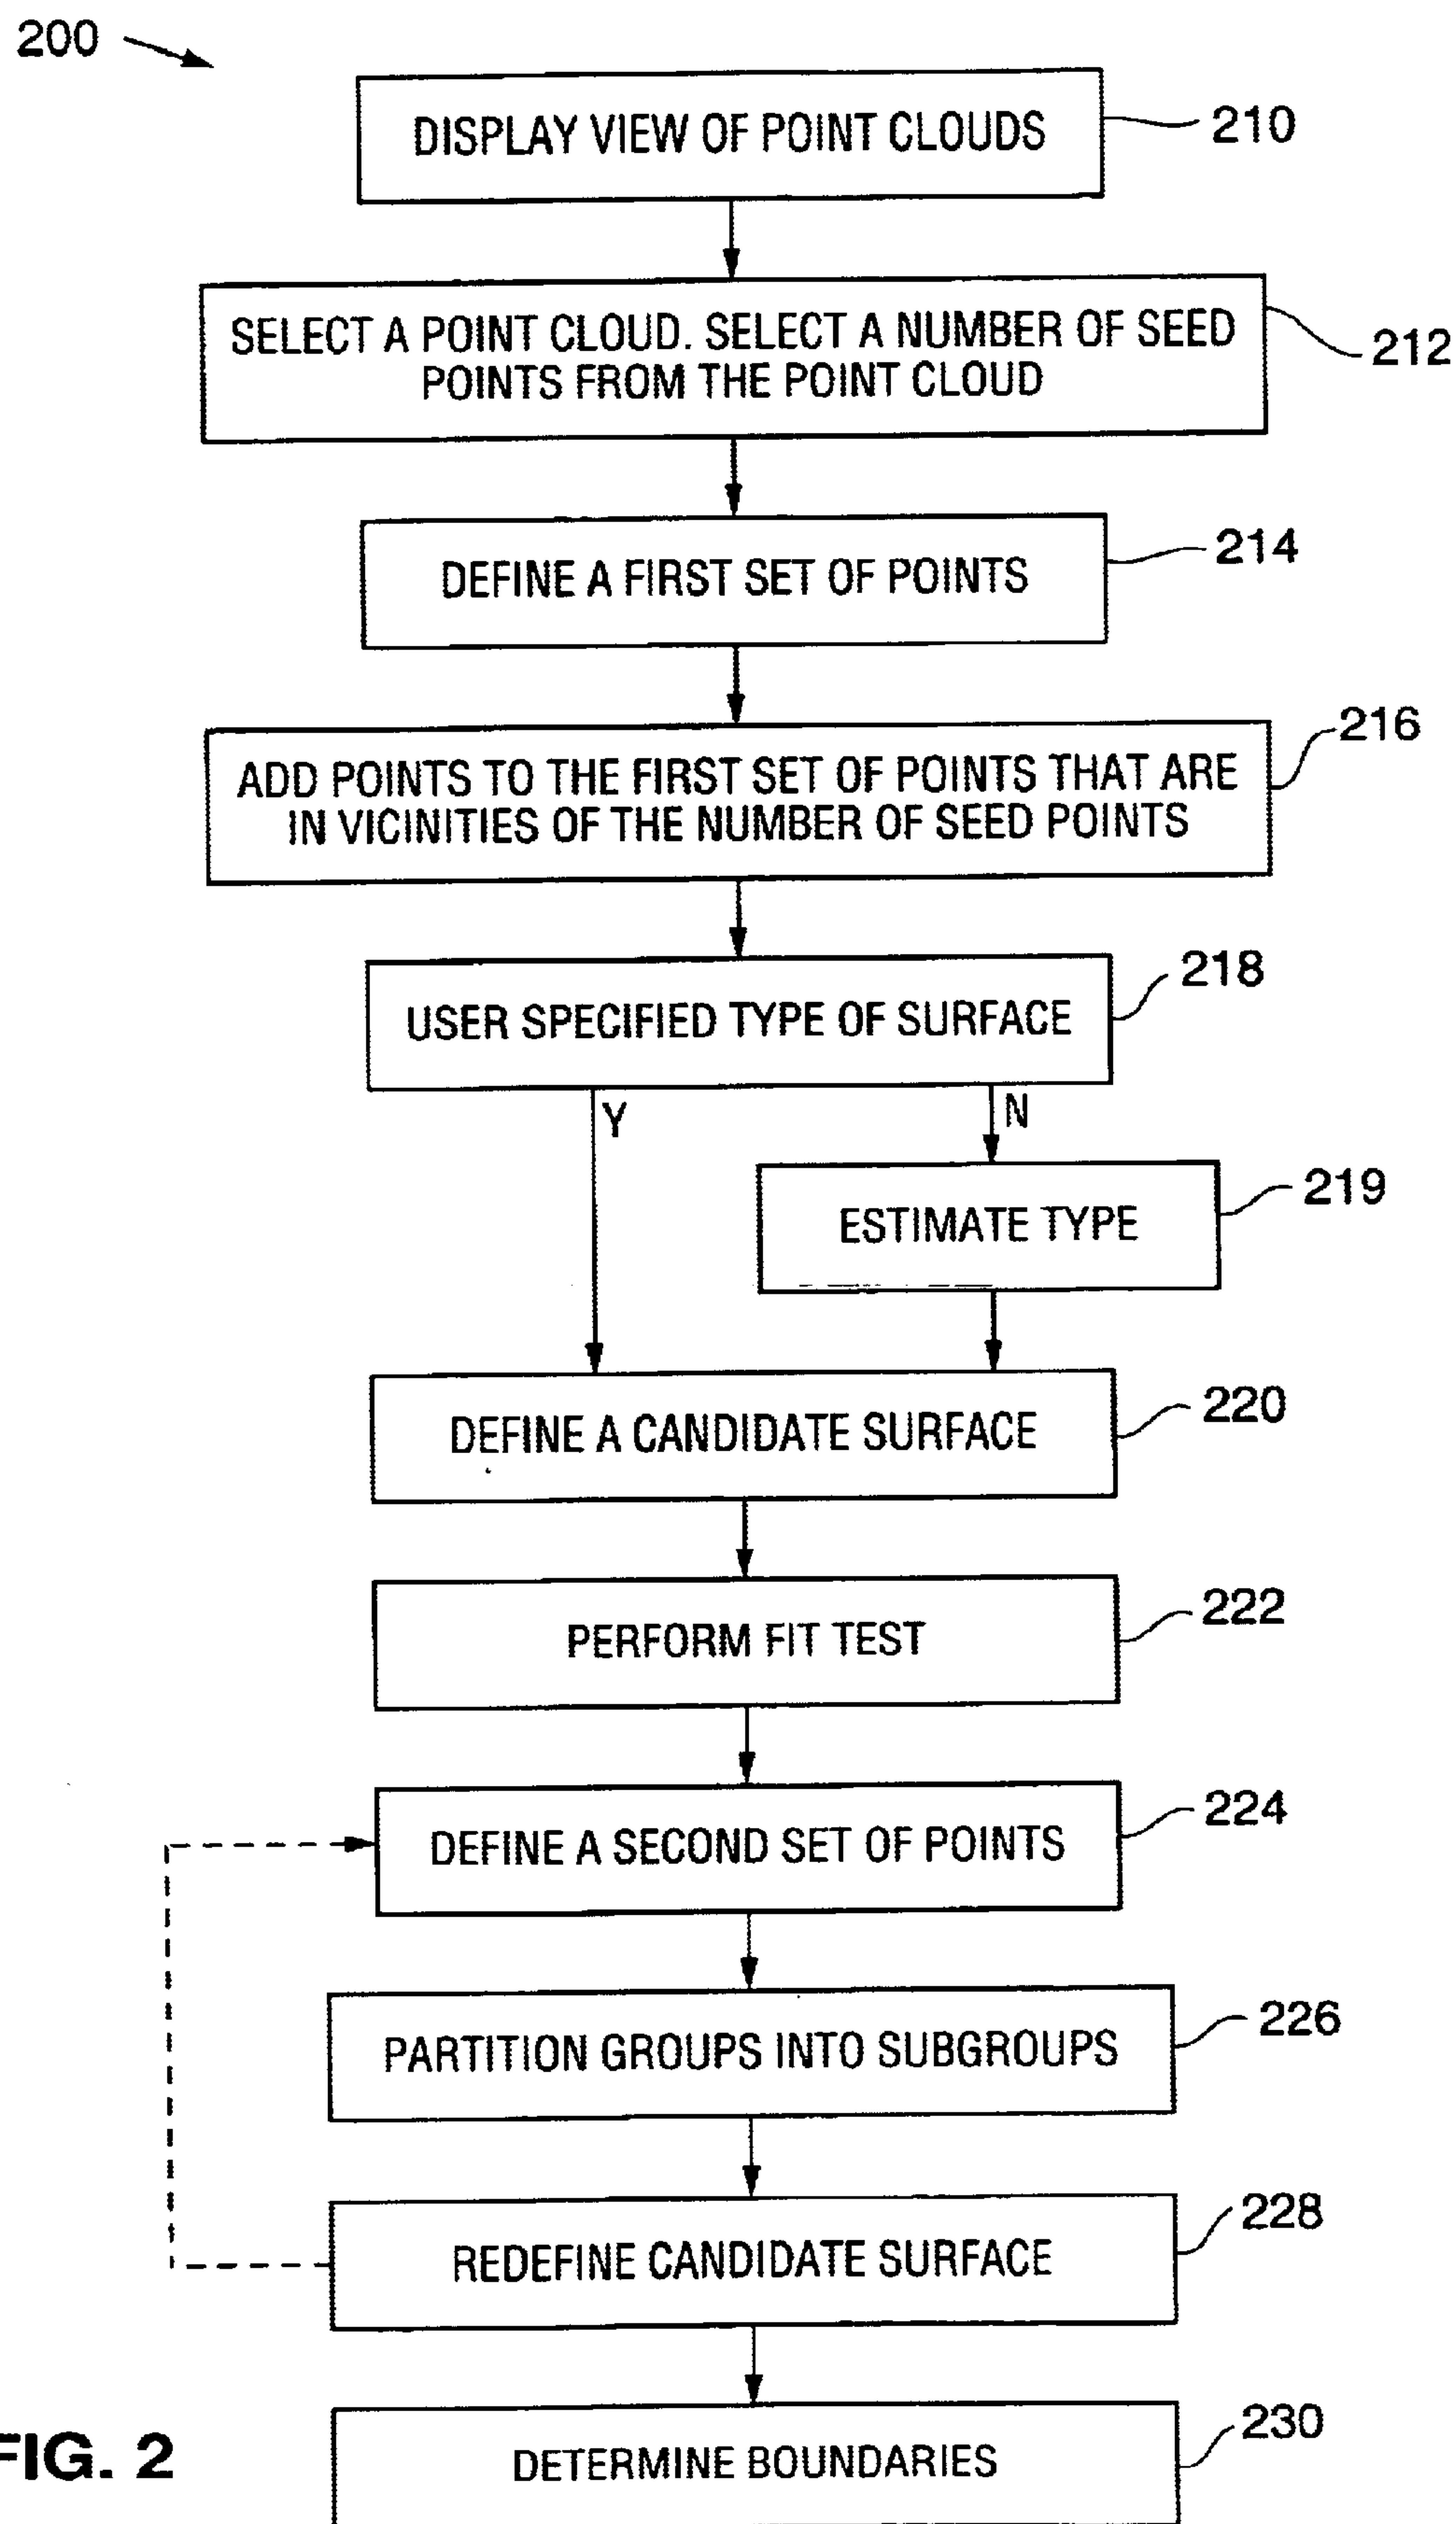 200
DISPLAY VIEW OF POINT CLOUDS
210
SELECT A POINT CLOUD. SELECT A NUMBER OF SEED
POINTS FROM THE POINT CLOUD
212
DEFINE A FIRST SET OF POINTS
214
ADD POINTS TO THE FIRST SET OF POINTS THAT ARE
IN VICINITIES OF THE NUMBER OF SEED POINTS
216
USER SPECIFIED TYPE OF SURFACE
218
Y
N
ESTIMATE TYPE
219
DEFINE A CANDIDATE SURFACE
220
PERFORM FIT TEST
222
DEFINE A SECOND SET OF POINTS
224
PARTITION GROUPS INTO SUBGROUPS
226
REDEFINE CANDIDATE SURFACE
228
DETERMINE BOUNDARIES
230
FIG. 2